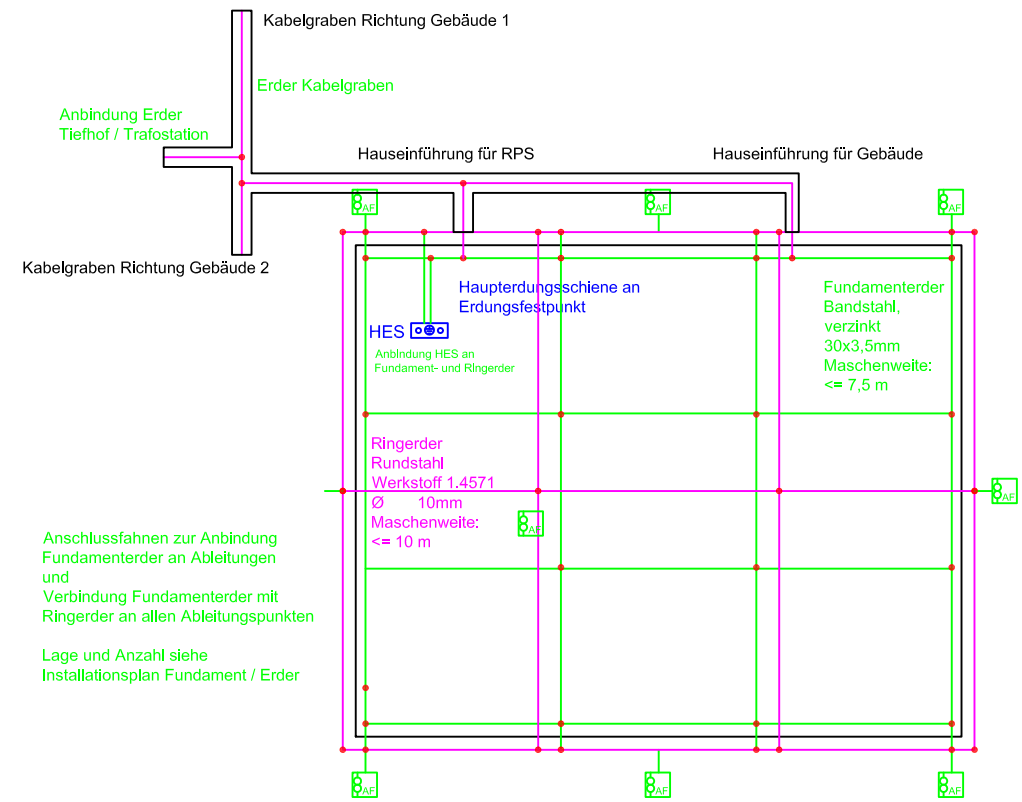 Kabelgraben Richtung Gebäude 1
Erder Kabelgraben
Anbindung Erder
Tiefhof / Trafostation
Hauseinführung für RPS
Hauseinführung für Gebäude
AF
AF
AF
Kabelgraben Richtung Gebäude 2
Haupterdungsschiene an
Erdungsfestpunkt
HES
Anbindung HES an
Fundament- und Ringerder
Fundamenterder
Bandstahl,
verzinkt
30x3,5mm
Maschenweite:
<= 7,5 m
Ringerder
Rundstahl
Werkstoff 1.4571
Ø 10mm
Maschenweite:
<= 10 m
AF
AF
Anschlussfahnen zur Anbindung
Fundamenterder an Ableitungen
und
Verbindung Fundamenterder mit
Ringerder an allen Ableitungspunkten
Lage und Anzahl siehe
Installationsplan Fundament / Erder
AF
AF
AF